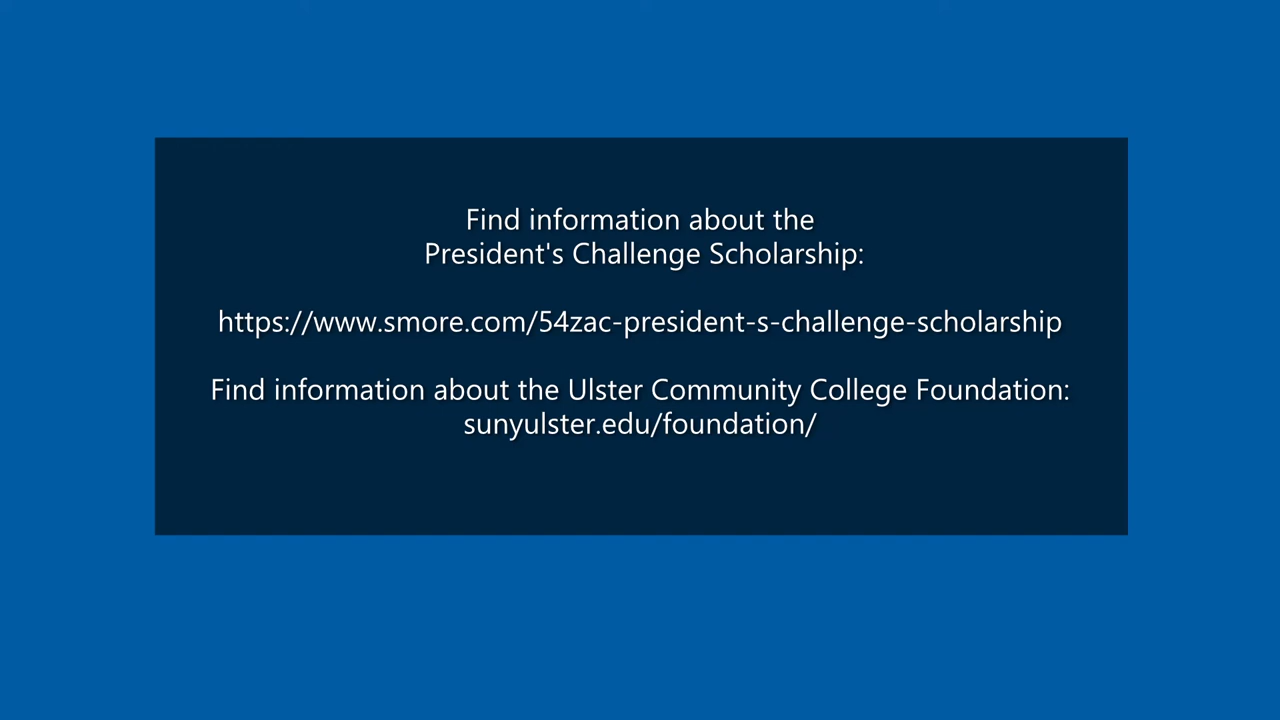 Find information about the
President's Challenge Scholarship:
https://www.smore.com/54zac-president-s-challenge-scholarship
Find information about the Ulster Community College Foundation:
sunyulster.edu/foundation/